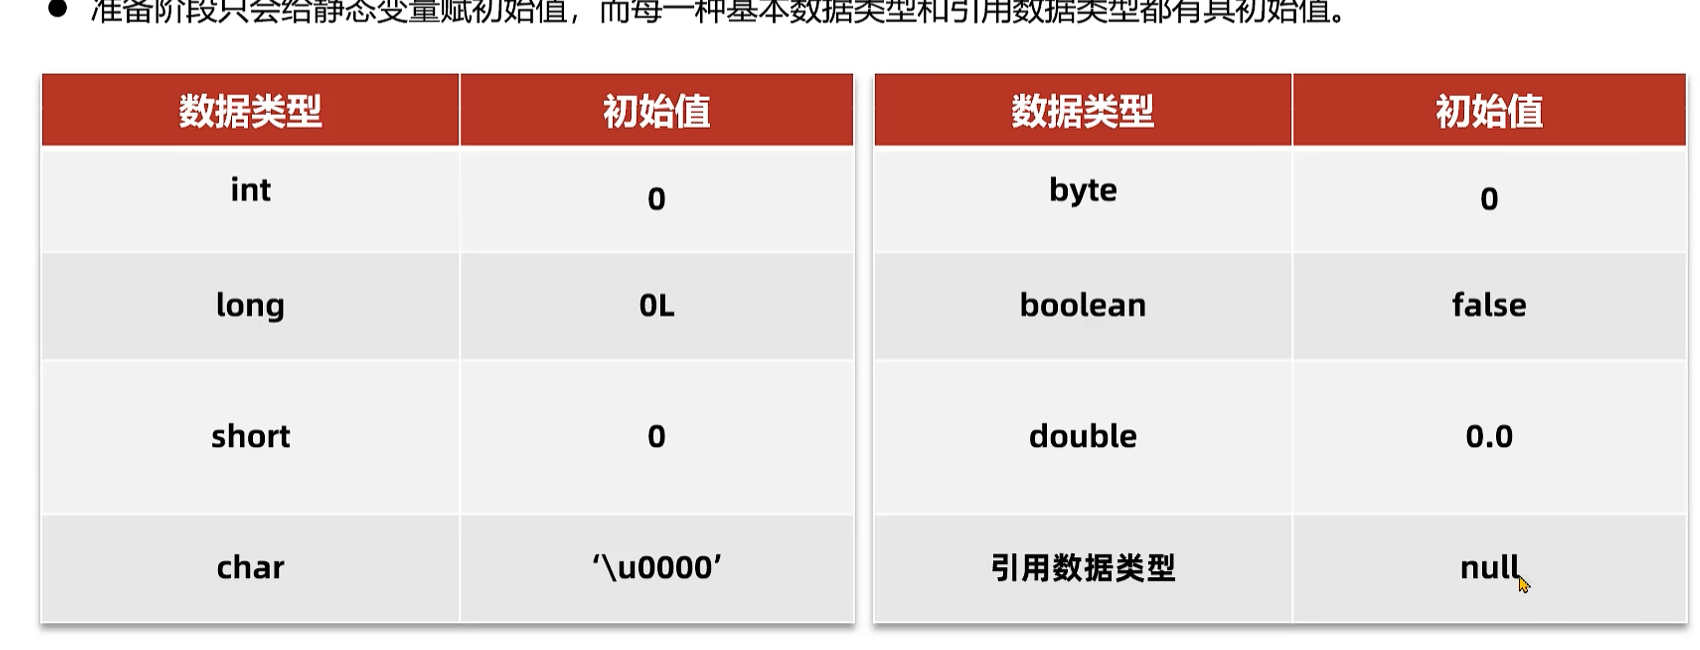 ● 准备阶段只会给静态变量赋初始值，而每一种基本数据类型和引用数据类型都有其初始值。
数据类型 初始值
int 0
long 0L
short 0
char ‘\u0000’
数据类型 初始值
byte 0
boolean false
double 0.0
引用数据类型 null